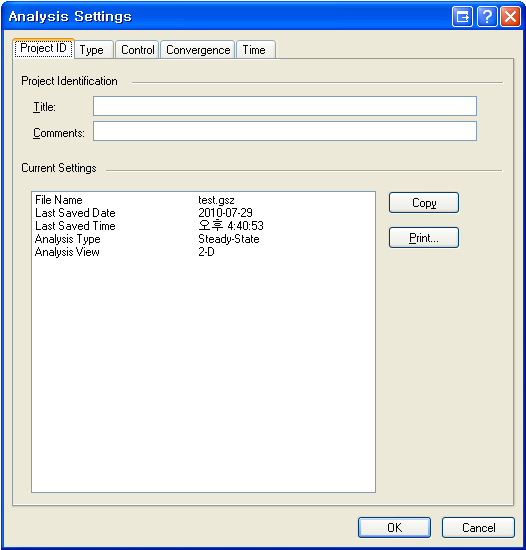 Analysis Settings
Project ID Type Control Convergence Time
Project Identification
Title:
Comments:
Current Settings
File Name test.gsz
Last Saved Date 2010-07-29
Last Saved Time 오후 4:40:53
Analysis Type Steady-State
Analysis View 2-D
Copy
Print...
OK Cancel